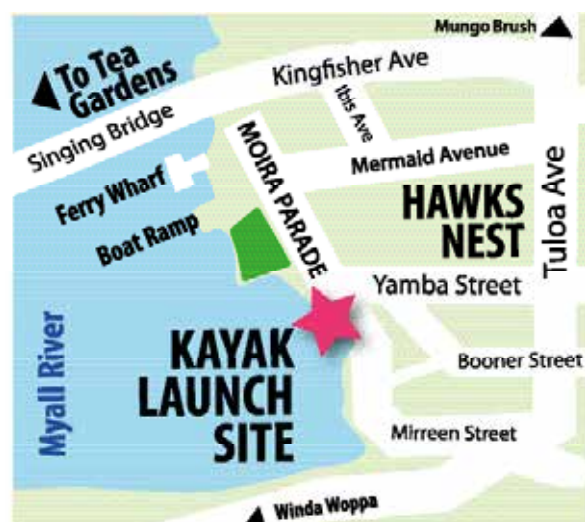 Mungo Brush
To Tea
Gardens
Kingfisher Ave
Singing Bridge
Ibis Ave
MOIRA PARADE
Mermaid Avenue
Ferry Wharf
Boat Ramp
HAWKS
NEST
Tuloa Ave
Yamba Street
KAYAK
LAUNCH
SITE
Myall River
Booner Street
Mirreen Street
Winda Woppa